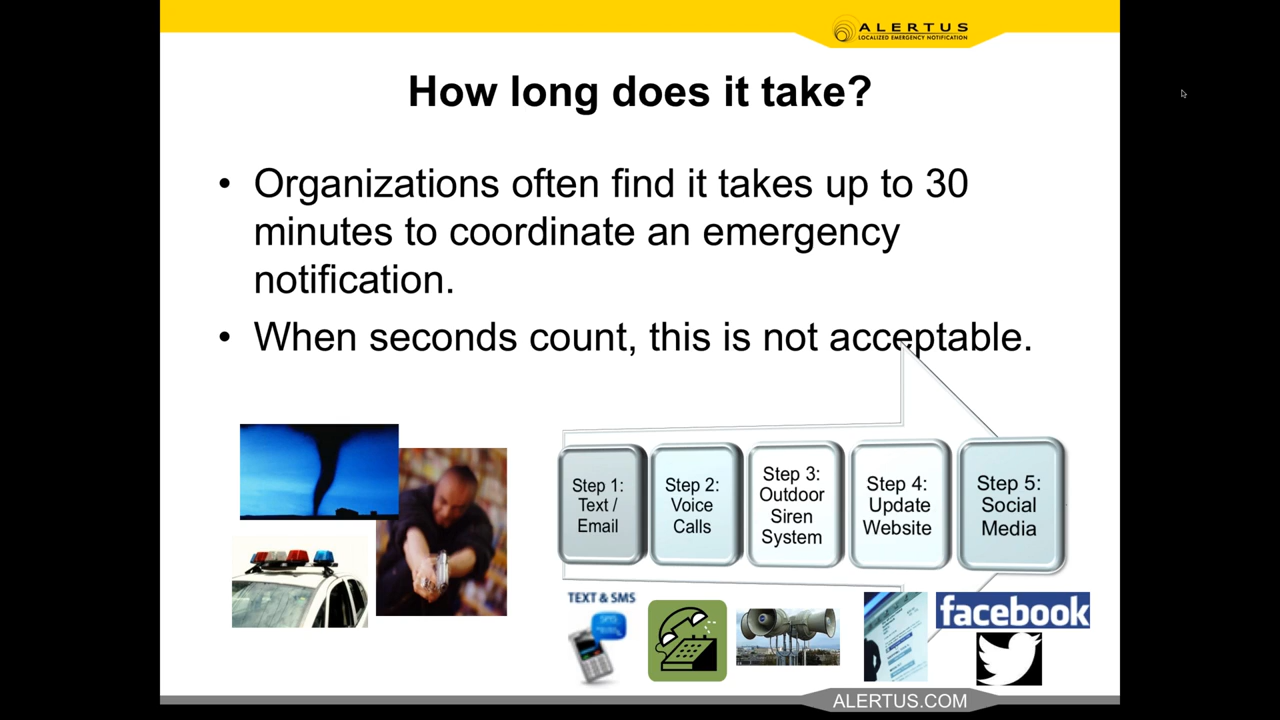 ALERTUS
LOCALIZED EMERGENCY NOTIFICATION
How long does it take?
• Organizations often find it takes up to 30
minutes to coordinate an emergency
notification.
• When seconds count, this is not acceptable.
Step 1:
Text /
Email
Step 2:
Voice
Calls
Step 3:
Outdoor
Siren
System
Step 4:
Update
Website
Step 5:
Social
Media
TEXT & SMS
SMS
facebook
ALERTUS.COM